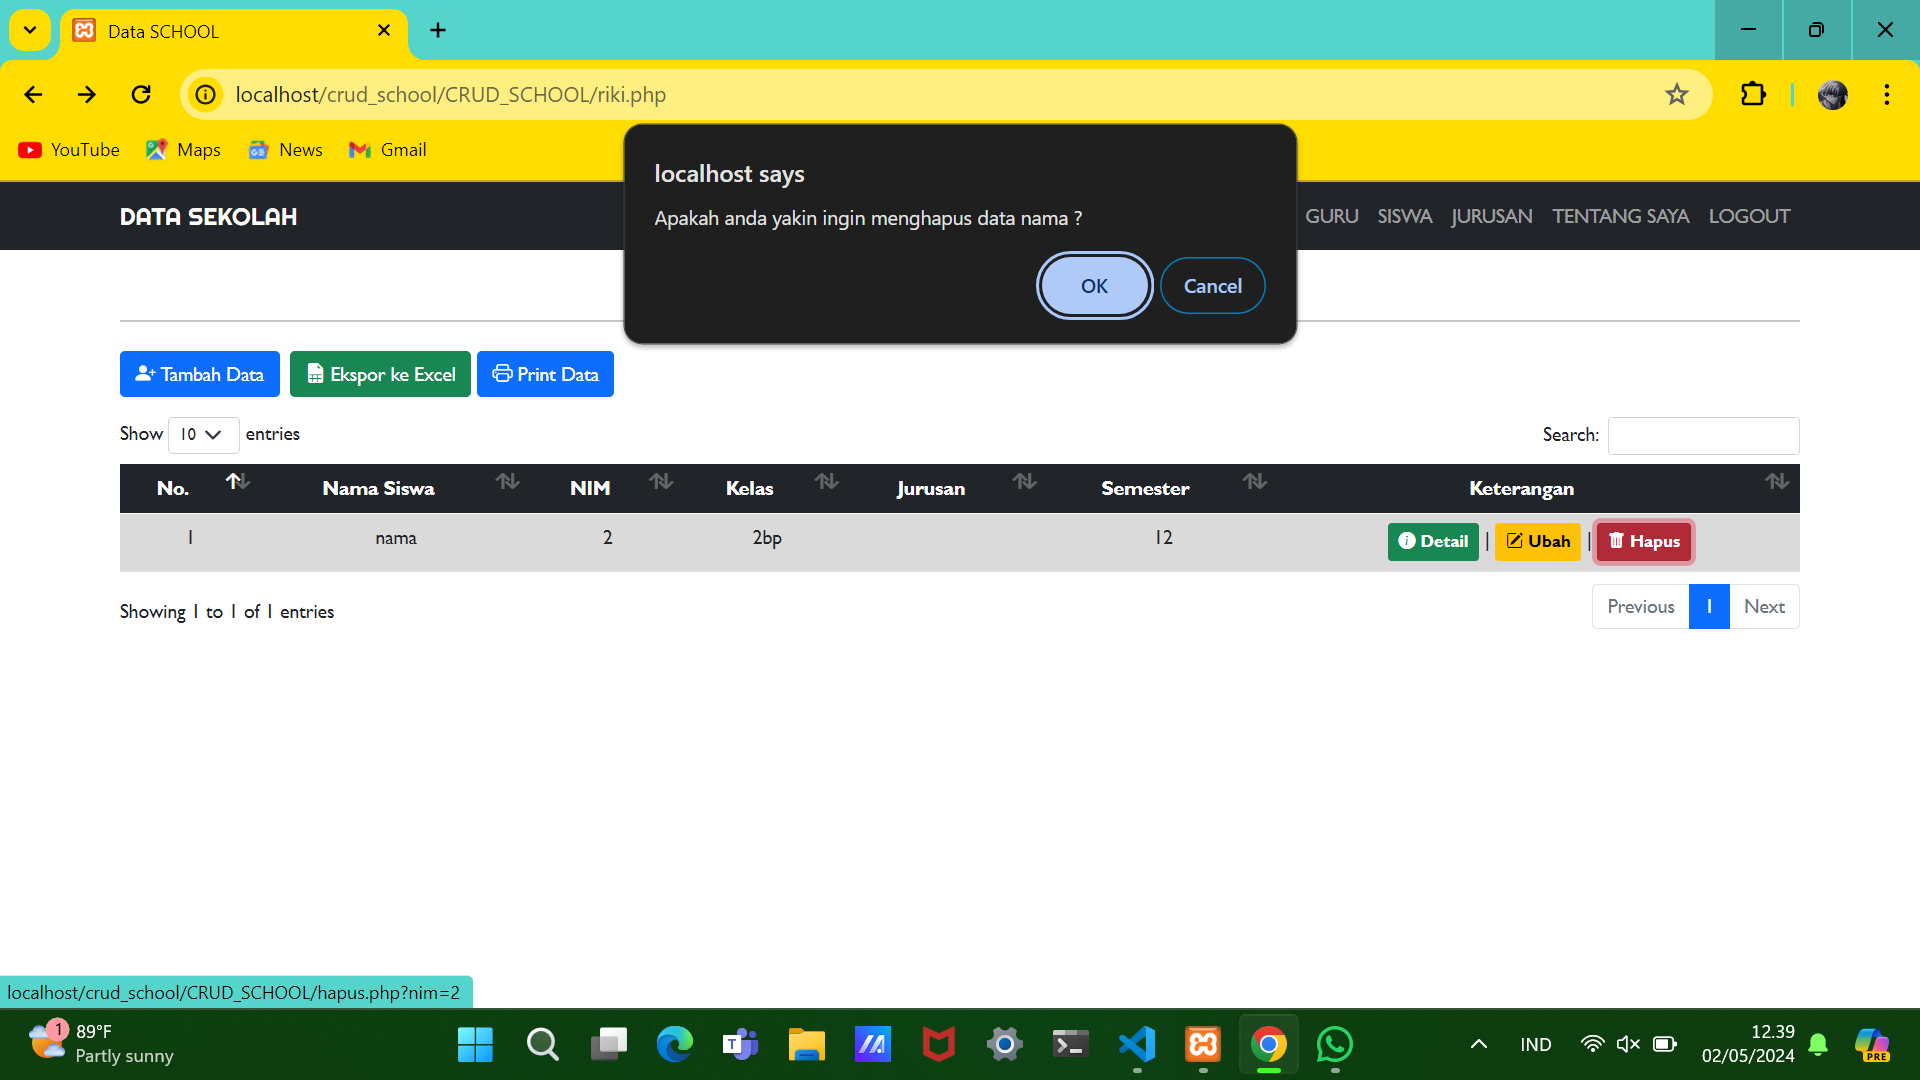 Data SCHOOL
localhost/crud_school/CRUD_SCHOOL/riki.php
YouTube Maps News Gmail
localhost says
Apakah anda yakin ingin menghapus data nama ?
OK Cancel
DATA SEKOLAH GURU SISWA JURUSAN TENTANG SAYA LOGOUT
Tambah Data Ekspor ke Excel Print Data
Show 10 entries Search:
No. Nama Siswa NIM Kelas Jurusan Semester Keterangan
1 nama 2 2bp 12 Detail | Ubah | Hapus
Showing 1 to 1 of 1 entries Previous 1 Next
localhost/crud_school/CRUD_SCHOOL/hapus.php?nim=2
1 89°F
Partly sunny
IND
12.39
02/05/2024
PRE